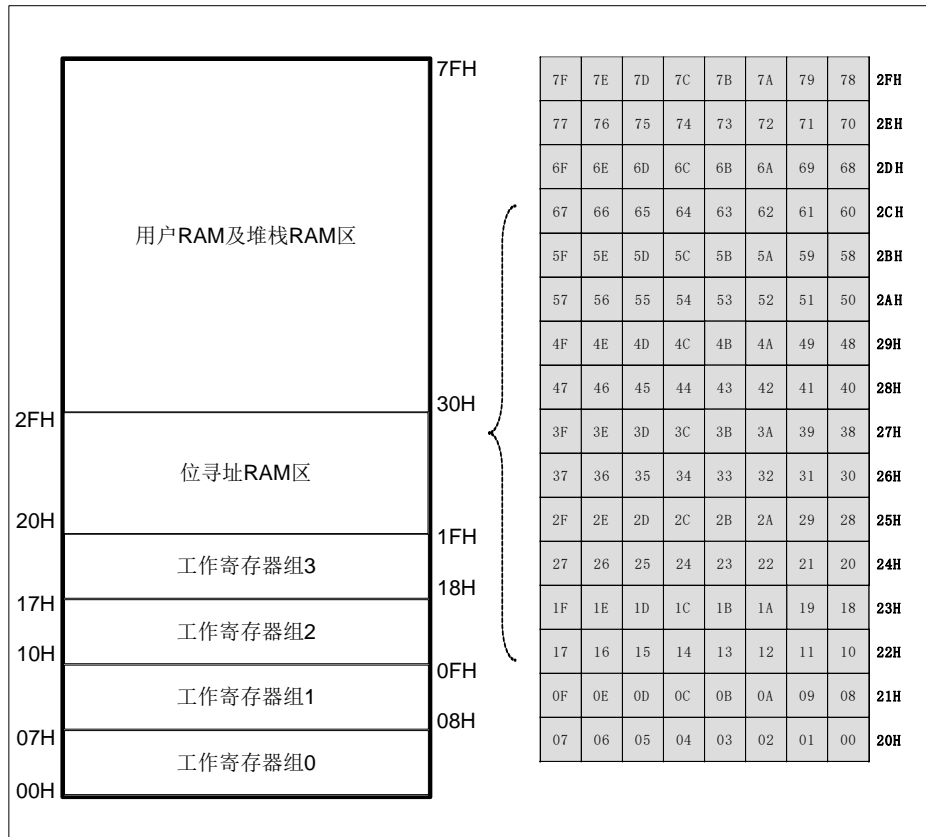 7FH
用户RAM及堆栈RAM区
30H
2FH
位寻址RAM区
20H
1FH
工作寄存器组3
18H
17H
工作寄存器组2
10H
0FH
工作寄存器组1
08H
07H
工作寄存器组0
00H
7F 7E 7D 7C 7B 7A 79 78 2FH
77 76 75 74 73 72 71 70 2EH
6F 6E 6D 6C 6B 6A 69 68 2DH
67 66 65 64 63 62 61 60 2CH
5F 5E 5D 5C 5B 5A 59 58 2BH
57 56 55 54 53 52 51 50 2AH
4F 4E 4D 4C 4B 4A 49 48 29H
47 46 45 44 43 42 41 40 28H
3F 3E 3D 3C 3B 3A 39 38 27H
37 36 35 34 33 32 31 30 26H
2F 2E 2D 2C 2B 2A 29 28 25H
27 26 25 24 23 22 21 20 24H
1F 1E 1D 1C 1B 1A 19 18 23H
17 16 15 14 13 12 11 10 22H
0F 0E 0D 0C 0B 0A 09 08 21H
07 06 05 04 03 02 01 00 20H